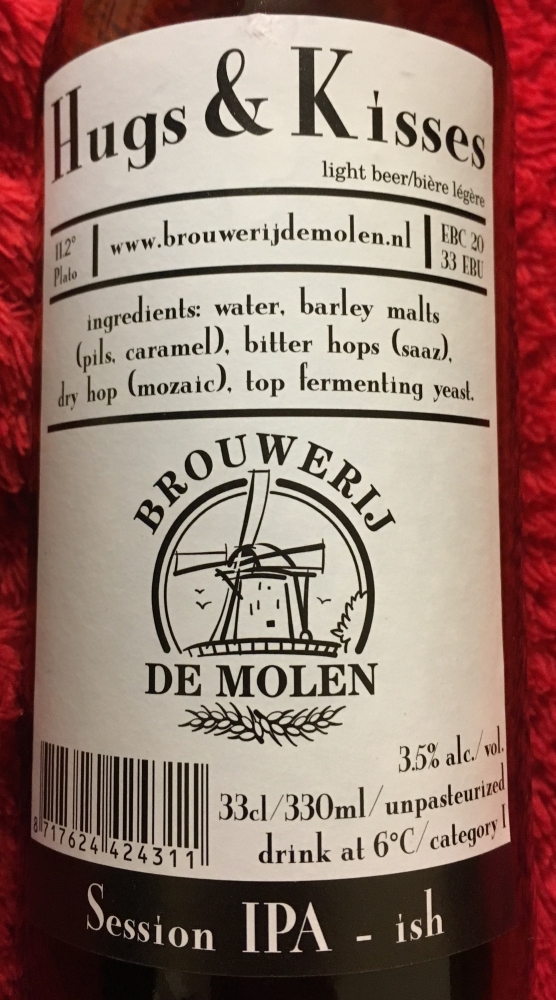 Hugs & Kisses
light beer/bière légère
11.2° Plato
www.brouwerijdemolen.nl
EBC 20
33 EBU
ingredients: water, barley malts
(pils, caramel), bitter hops (saaz),
dry hop (mozaic), top fermenting yeast.
BROUWERIJ
DE MOLEN
3.5% alc./vol.
33cl/330ml/unpasteurized
drink at 6°C/category I
8717624424311
Session IPA - ish